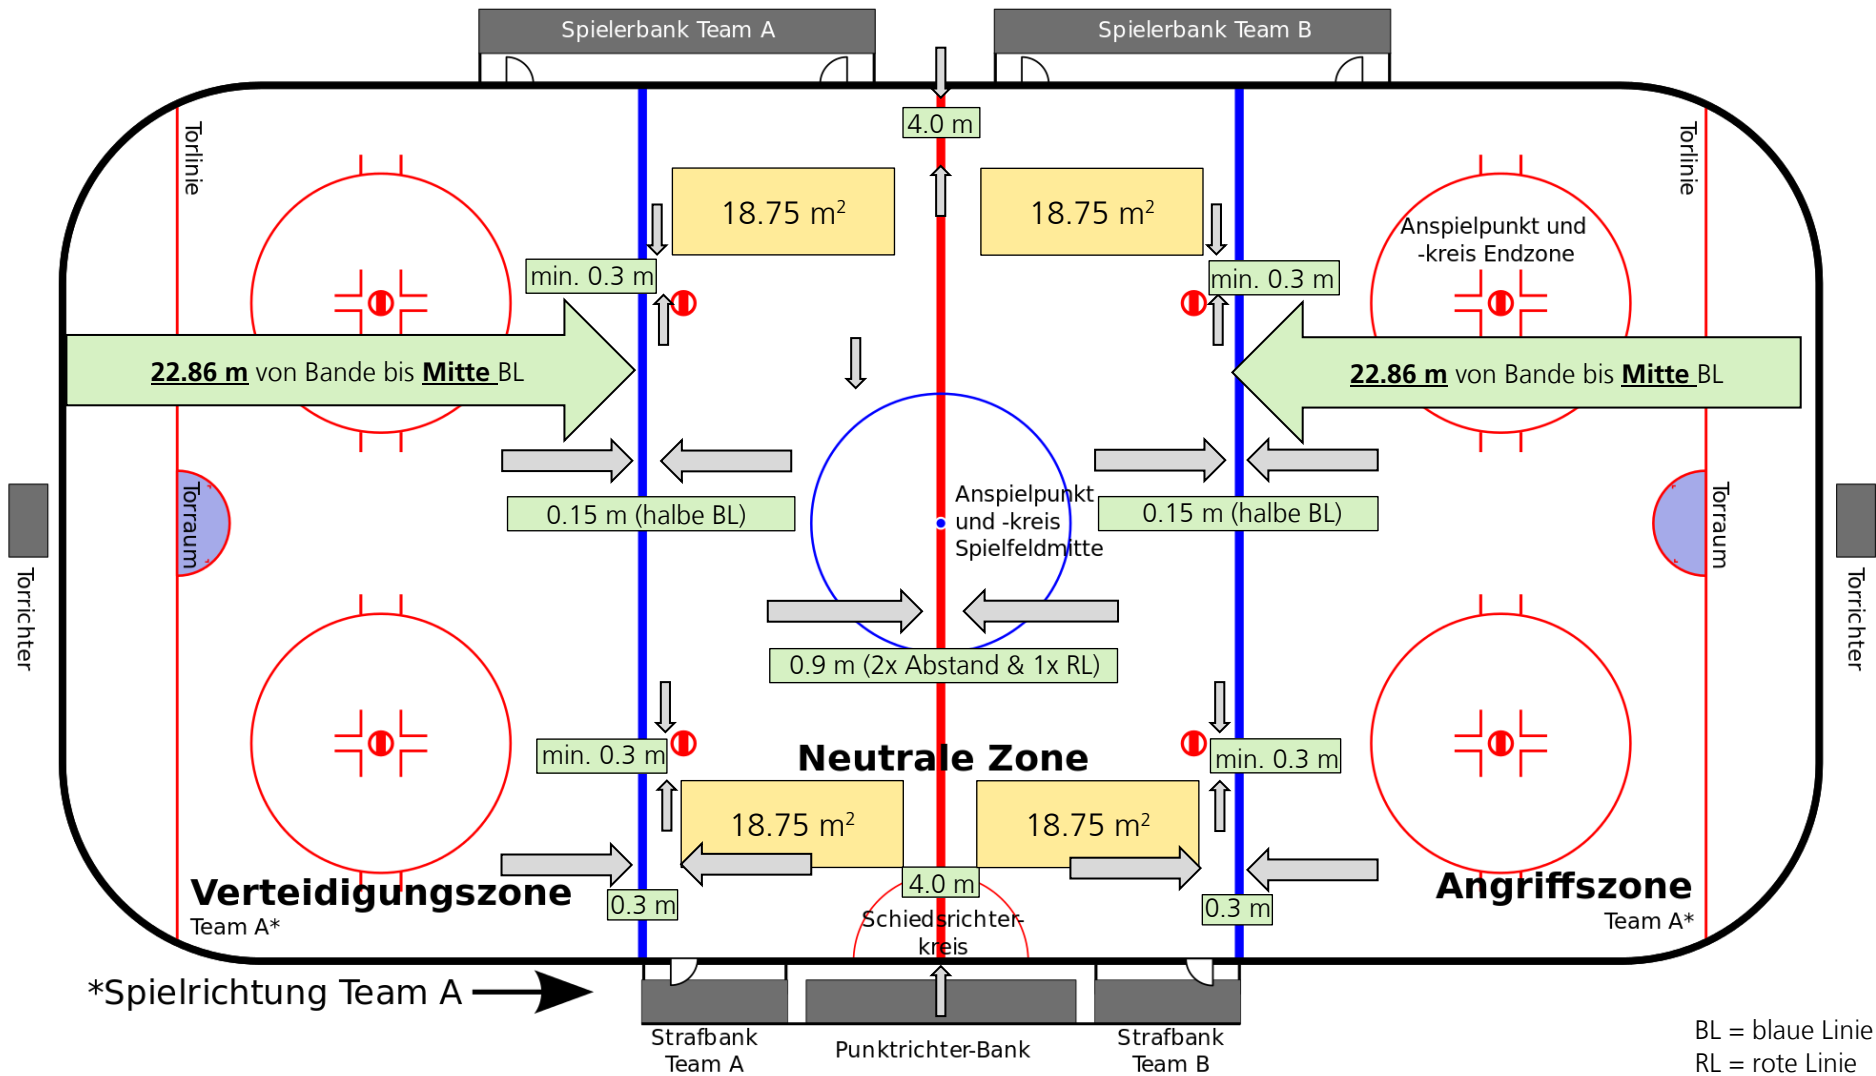 Spielerbank Team A
Spielerbank Team B
4.0 m
Torlinie
Torlinie
18.75 m²
18.75 m²
Anspielpunkt und
-kreis Endzone
min. 0.3 m
min. 0.3 m
22.86 m von Bande bis Mitte BL
22.86 m von Bande bis Mitte BL
Torraum
Anspielpunkt
und -kreis
Spielfeldmitte
Torraum
0.15 m (halbe BL)
0.15 m (halbe BL)
Torrichter
Torrichter
0.9 m (2x Abstand & 1x RL)
min. 0.3 m
Neutrale Zone
min. 0.3 m
18.75 m²
18.75 m²
Verteidigungszone
Team A*
0.3 m
4.0 m
Schiedsrichter-
kreis
0.3 m
Angriffszone
Team A*
*Spielrichtung Team A
Strafbank
Team A
Punktrichter-Bank
Strafbank
Team B
BL = blaue Linie
RL = rote Linie